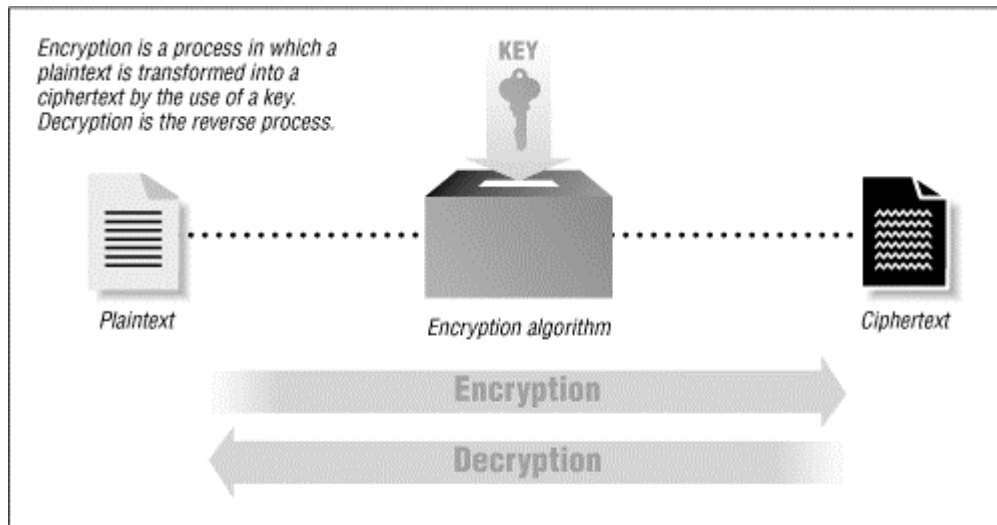 Encryption is a process in which a
plaintext is transformed into a
ciphertext by the use of a key.
Decryption is the reverse process.
KEY
Plaintext
Encryption algorithm
Ciphertext
Encryption
Decryption